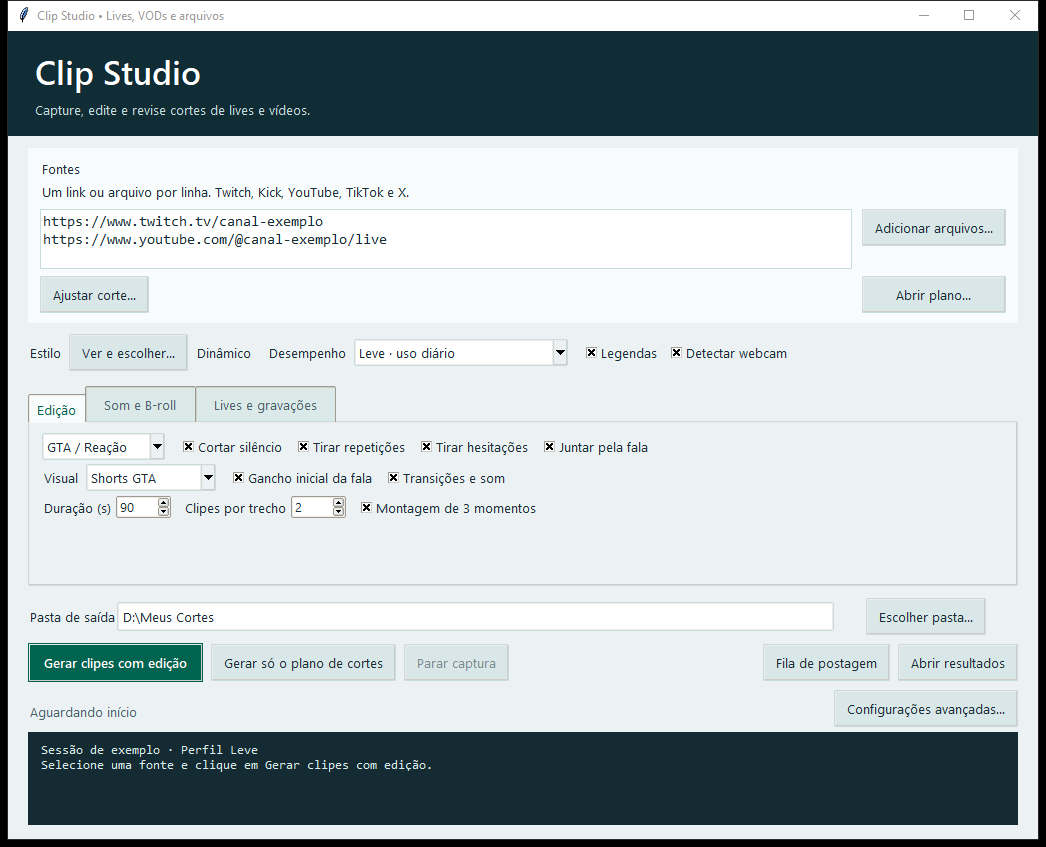 Clip Studio • Lives, VODs e arquivos
Clip Studio
Capture, edite e revise cortes de lives e vídeos.
Fontes
Um link ou arquivo por linha. Twitch, Kick, YouTube, TikTok e X.
https://www.twitch.tv/canal-exemplo
https://www.youtube.com/@canal-exemplo/live
Adicionar arquivos...
Ajustar corte...
Abrir plano...
Estilo Ver e escolher... Dinâmico Desempenho Leve · uso diário Legendas Detectar webcam
Edição Som e B-roll Lives e gravações
GTA / Reação Cortar silêncio Tirar repetições Tirar hesitações Juntar pela fala
Visual Shorts GTA Gancho inicial da fala Transições e som
Duração (s) 90 Clipes por trecho 2 Montagem de 3 momentos
Pasta de saída D:\Meus Cortes Escolher pasta...
Gerar clipes com edição Gerar só o plano de cortes Parar captura Fila de postagem Abrir resultados
Aguardando início Configurações avançadas...
Sessão de exemplo · Perfil Leve
Selecione uma fonte e clique em Gerar clipes com edição.